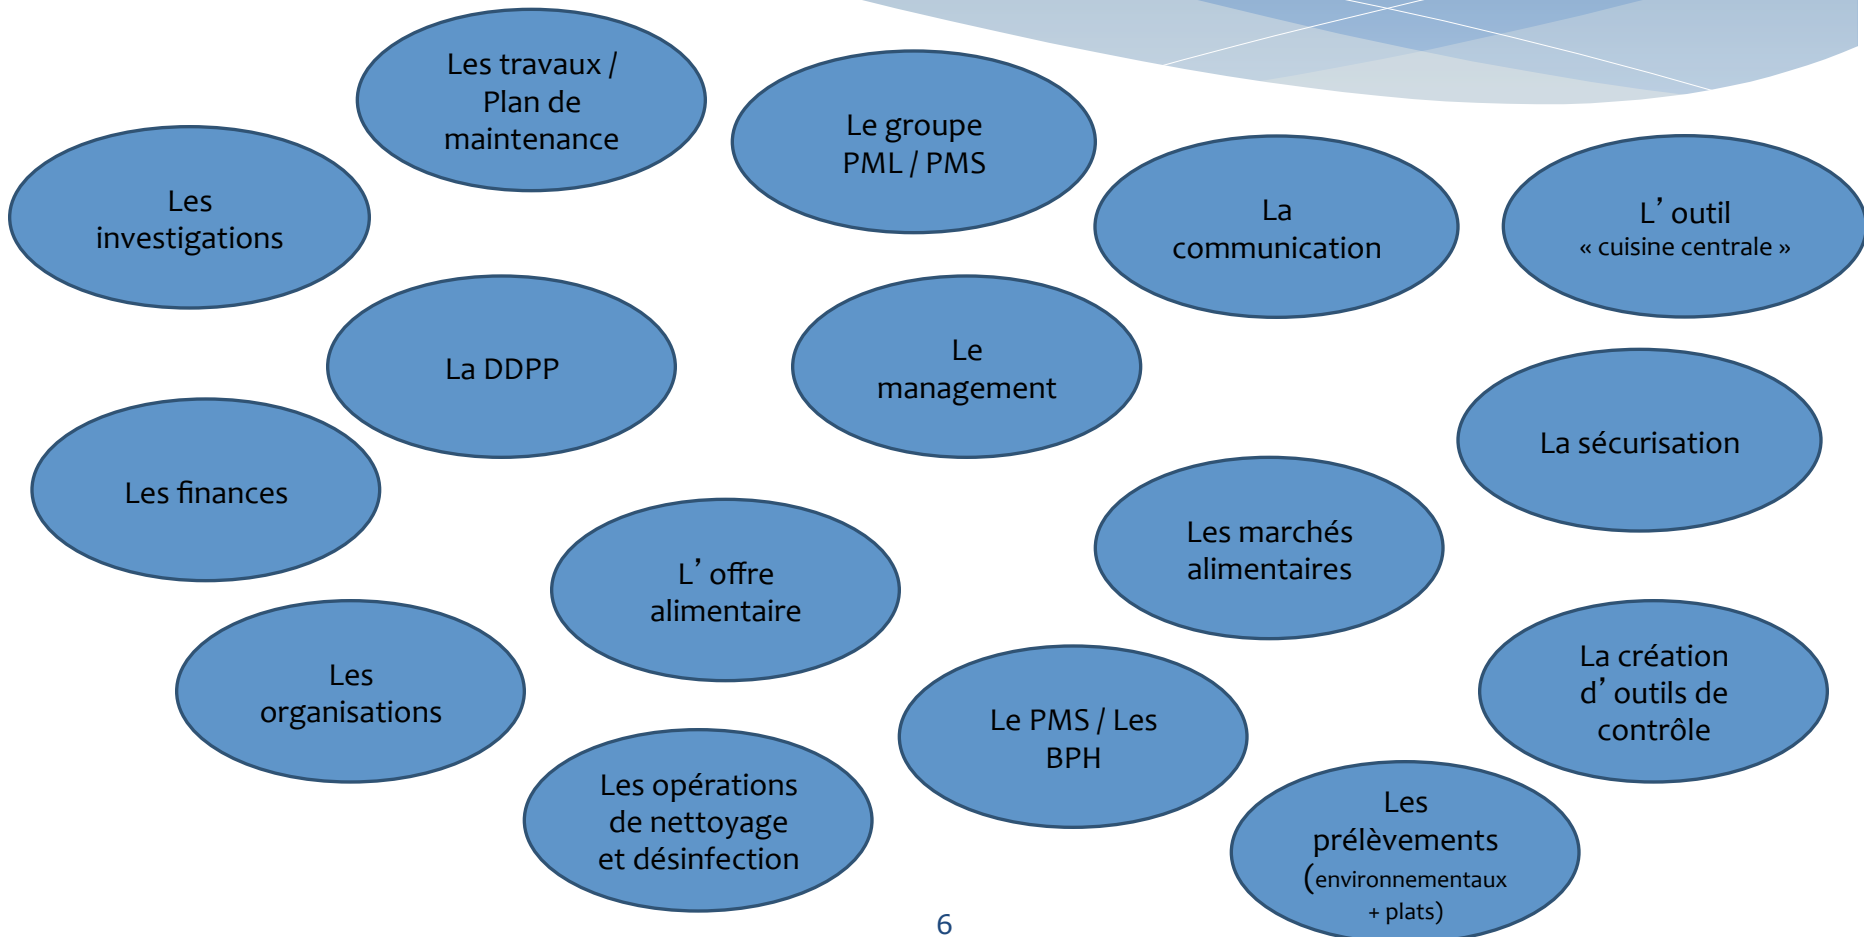 Les travaux /
Plan de
maintenance
Le groupe
PML / PMS
Les
investigations
La
communication
L’ outil
« cuisine centrale »
La DDPP
Le
management
La sécurisation
Les finances
Les marchés
alimentaires
L’ offre
alimentaire
Les
organisations
La création
d’ outils de
contrôle
Le PMS / Les
BPH
Les opérations
de nettoyage
et désinfection
Les
prélèvements
(environnementaux
+ plats)
6